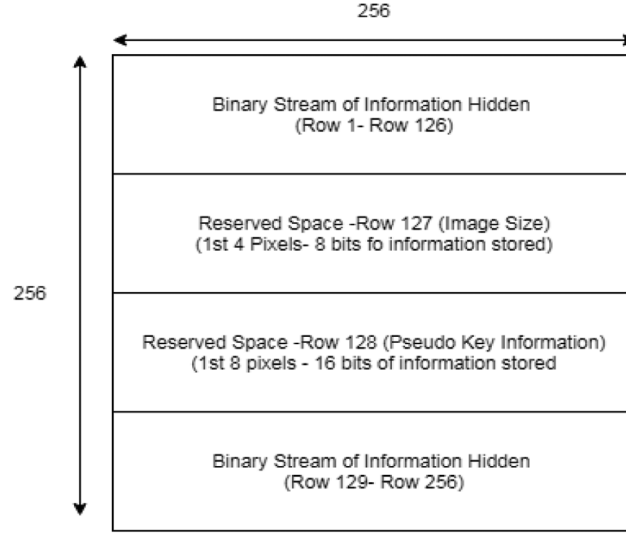 256
Binary Stream of Information Hidden
(Row 1- Row 126)
Reserved Space -Row 127 (Image Size)
(1st 4 Pixels- 8 bits fo information stored)
256
Reserved Space -Row 128 (Pseudo Key Information)
(1st 8 pixels - 16 bits of information stored
Binary Stream of Information Hidden
(Row 129- Row 256)